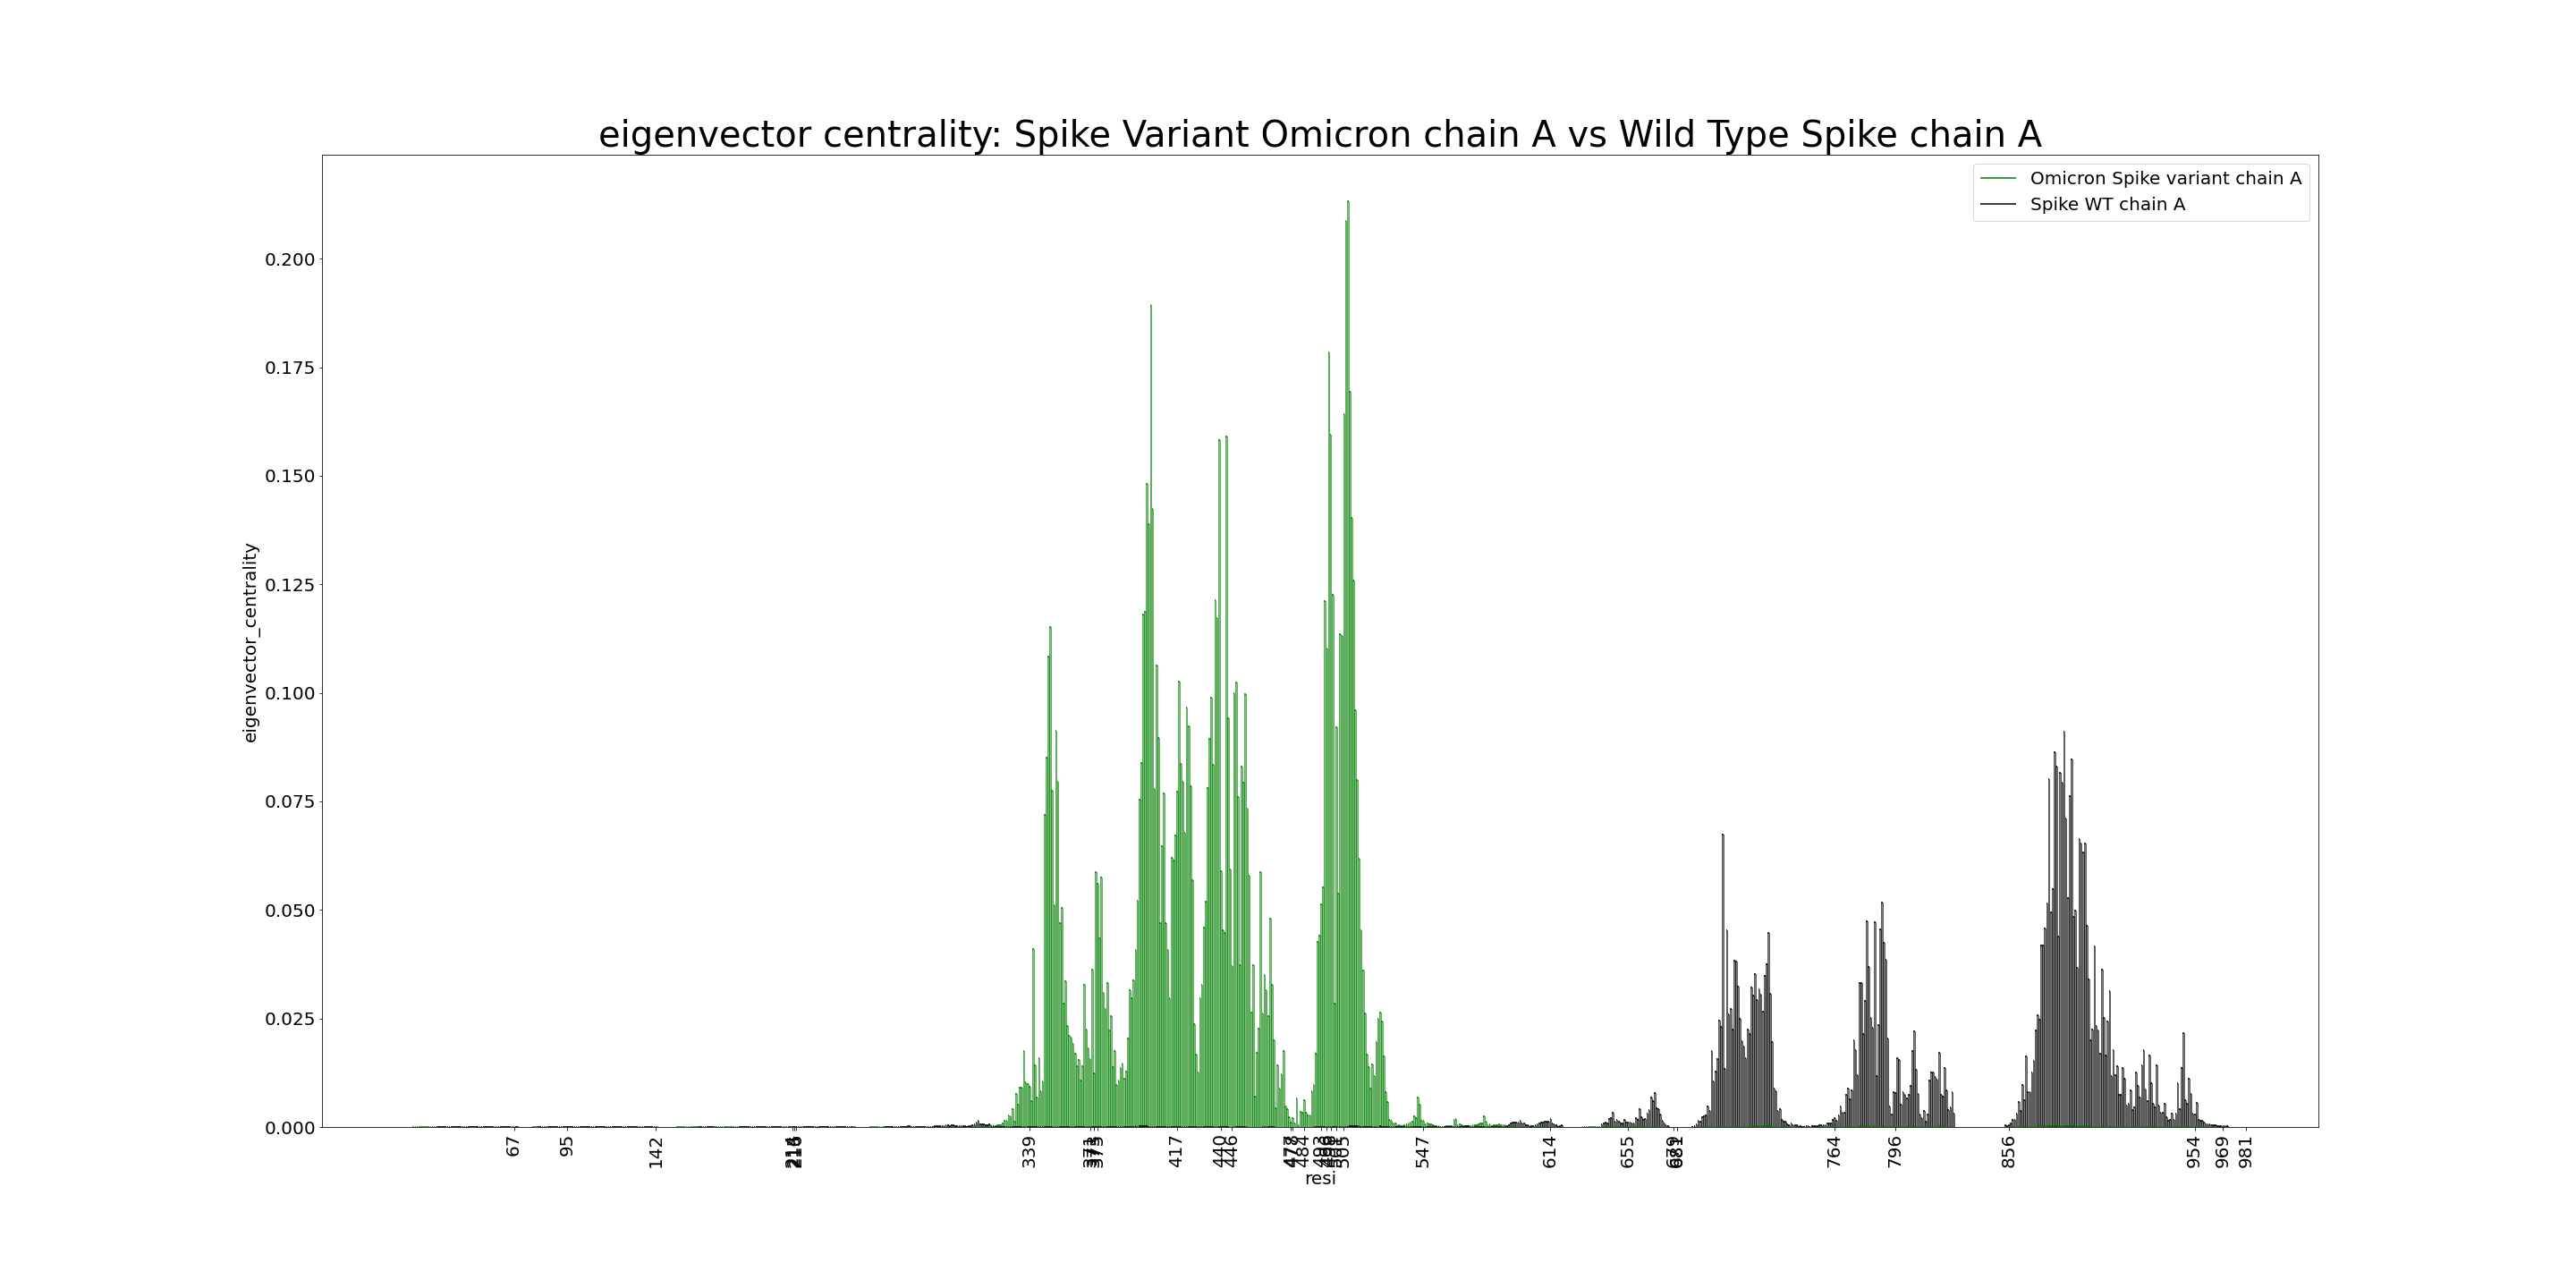 eigenvector centrality: Spike Variant Omicron chain A vs Wild Type Spike chain A
Omicron Spike variant chain A
Spike WT chain A
eigenvector_centrality
0.200
0.175
0.150
0.125
0.100
0.075
0.050
0.025
0.000
67 95 142 339 417 440 446 484 505 547 614 655 764 796 856 954 969 981
resi